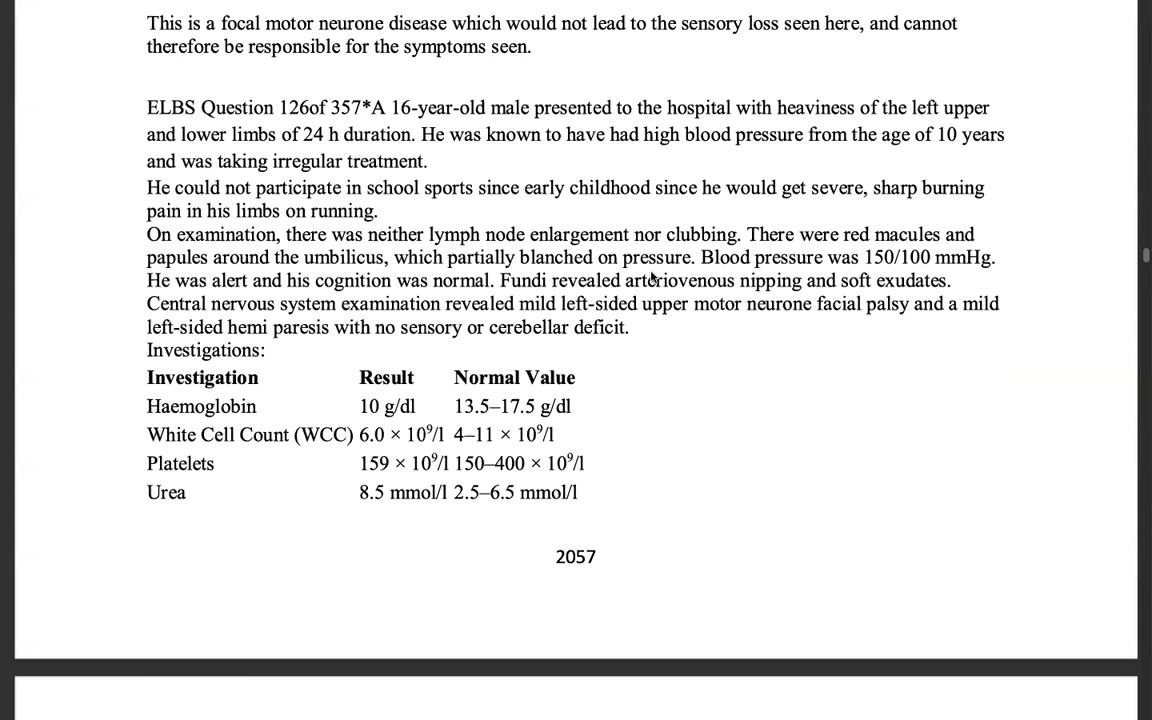 This is a focal motor neurone disease which would not lead to the sensory loss seen here, and cannot
therefore be responsible for the symptoms seen.
ELBS Question 126of 357*A 16-year-old male presented to the hospital with heaviness of the left upper
and lower limbs of 24 h duration. He was known to have had high blood pressure from the age of 10 years
and was taking irregular treatment.
He could not participate in school sports since early childhood since he would get severe, sharp burning
pain in his limbs on running.
On examination, there was neither lymph node enlargement nor clubbing. There were red macules and
papules around the umbilicus, which partially blanched on pressure. Blood pressure was 150/100 mmHg.
He was alert and his cognition was normal. Fundi revealed arteriovenous nipping and soft exudates.
Central nervous system examination revealed mild left-sided upper motor neurone facial palsy and a mild
left-sided hemi paresis with no sensory or cerebellar deficit.
Investigations:
Investigation Result Normal Value
Haemoglobin 10 g/dl 13.5–17.5 g/dl
White Cell Count (WCC) 6.0 × 10⁹/l 4–11 × 10⁹/l
Platelets 159 × 10⁹/l 150–400 × 10⁹/l
Urea 8.5 mmol/l 2.5–6.5 mmol/l
2057